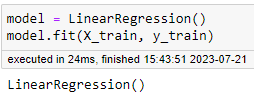 model = LinearRegression()
model.fit(X_train, y_train)
executed in 24ms, finished 15:43:51 2023-07-21
LinearRegression()